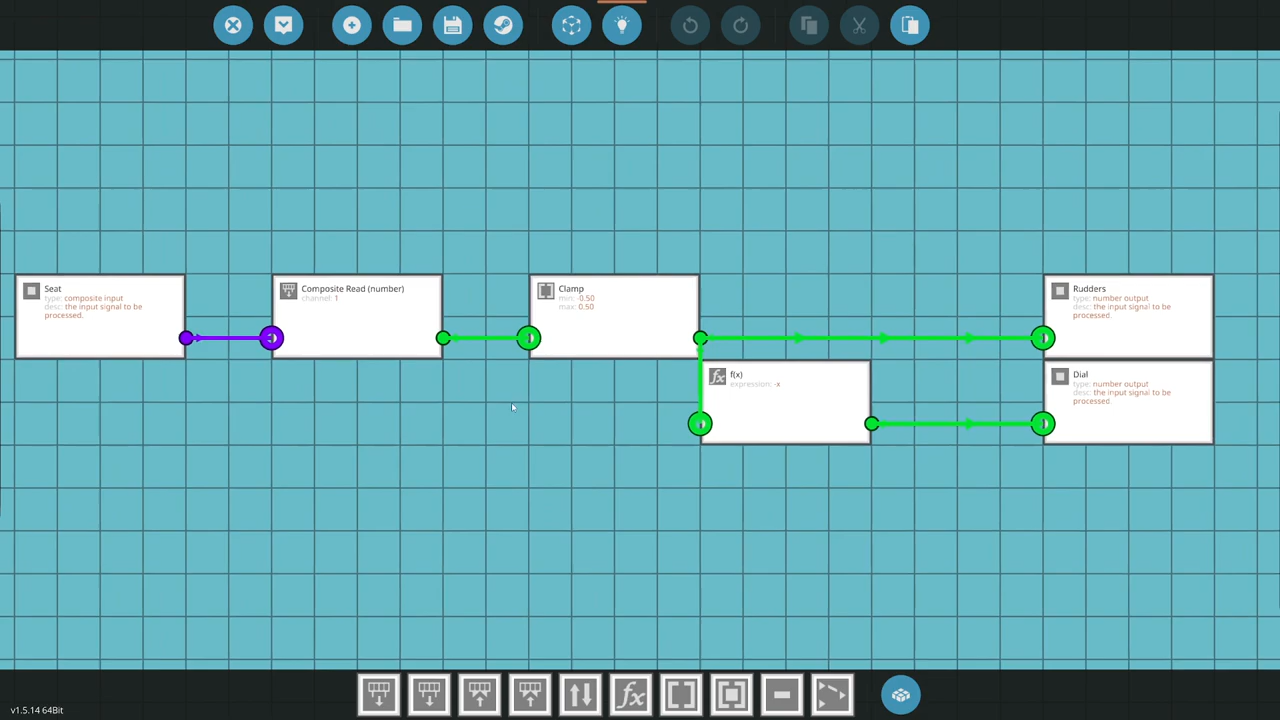 Seat
type: composite input
desc: the input signal to be
processed.
Composite Read (number)
channel: 1
Clamp
min: -0.50
max: 0.50
Rudders
type: number output
desc: the input signal to be
processed.
f(x)
expression: -x
Dial
type: number output
desc: the input signal to be
processed.
fx
v1.5.14 64Bit